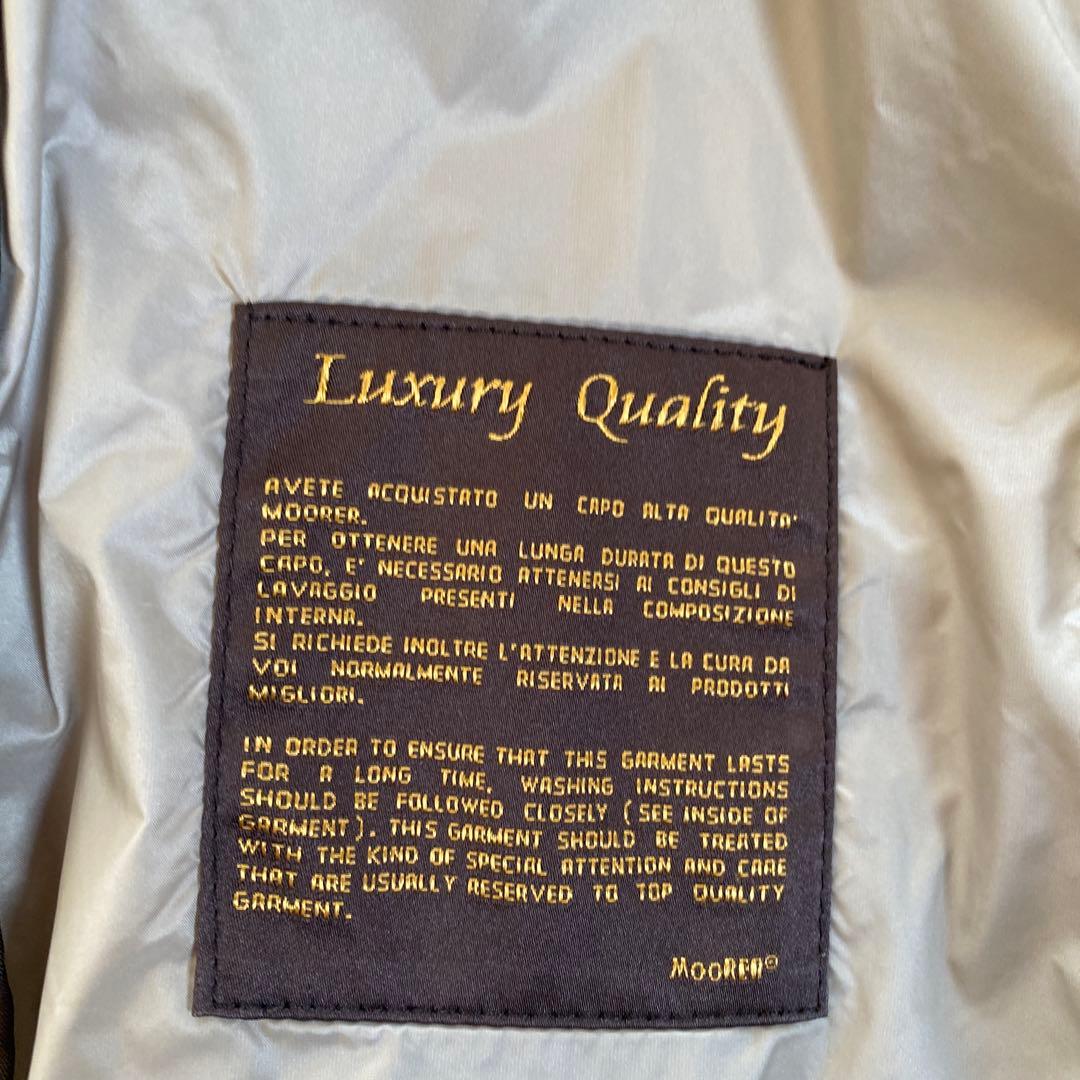 Luxury Quality
AVETE ACQUISTATO UN CAPO ALTA QUALITA'
MOORER.
PER OTTENERE UNA LUNGA DURATA DI QUESTO
CAPO, E' NECESSARIO ATTENERSI AI CONSIGLI DI
LAVAGGIO PRESENTI NELLA COMPOSIZIONE
INTERNA.
SI RICHIEDE INOLTRE L'ATTENZIONE E LA CURA DA
VOI NORMALMENTE RISERVATA AI PRODOTTI
MIGLIORI.
IN ORDER TO ENSURE THAT THIS GARMENT LASTS
FOR A LONG TIME, WASHING INSTRUCTIONS
SHOULD BE FOLLOWED CLOSELY (SEE INSIDE OF
GARMENT). THIS GARMENT SHOULD BE TREATED
WITH THE KIND OF SPECIAL ATTENTION AND CARE
THAT ARE USUALLY RESERVED TO TOP QUALITY
GARMENT.
MOORER©